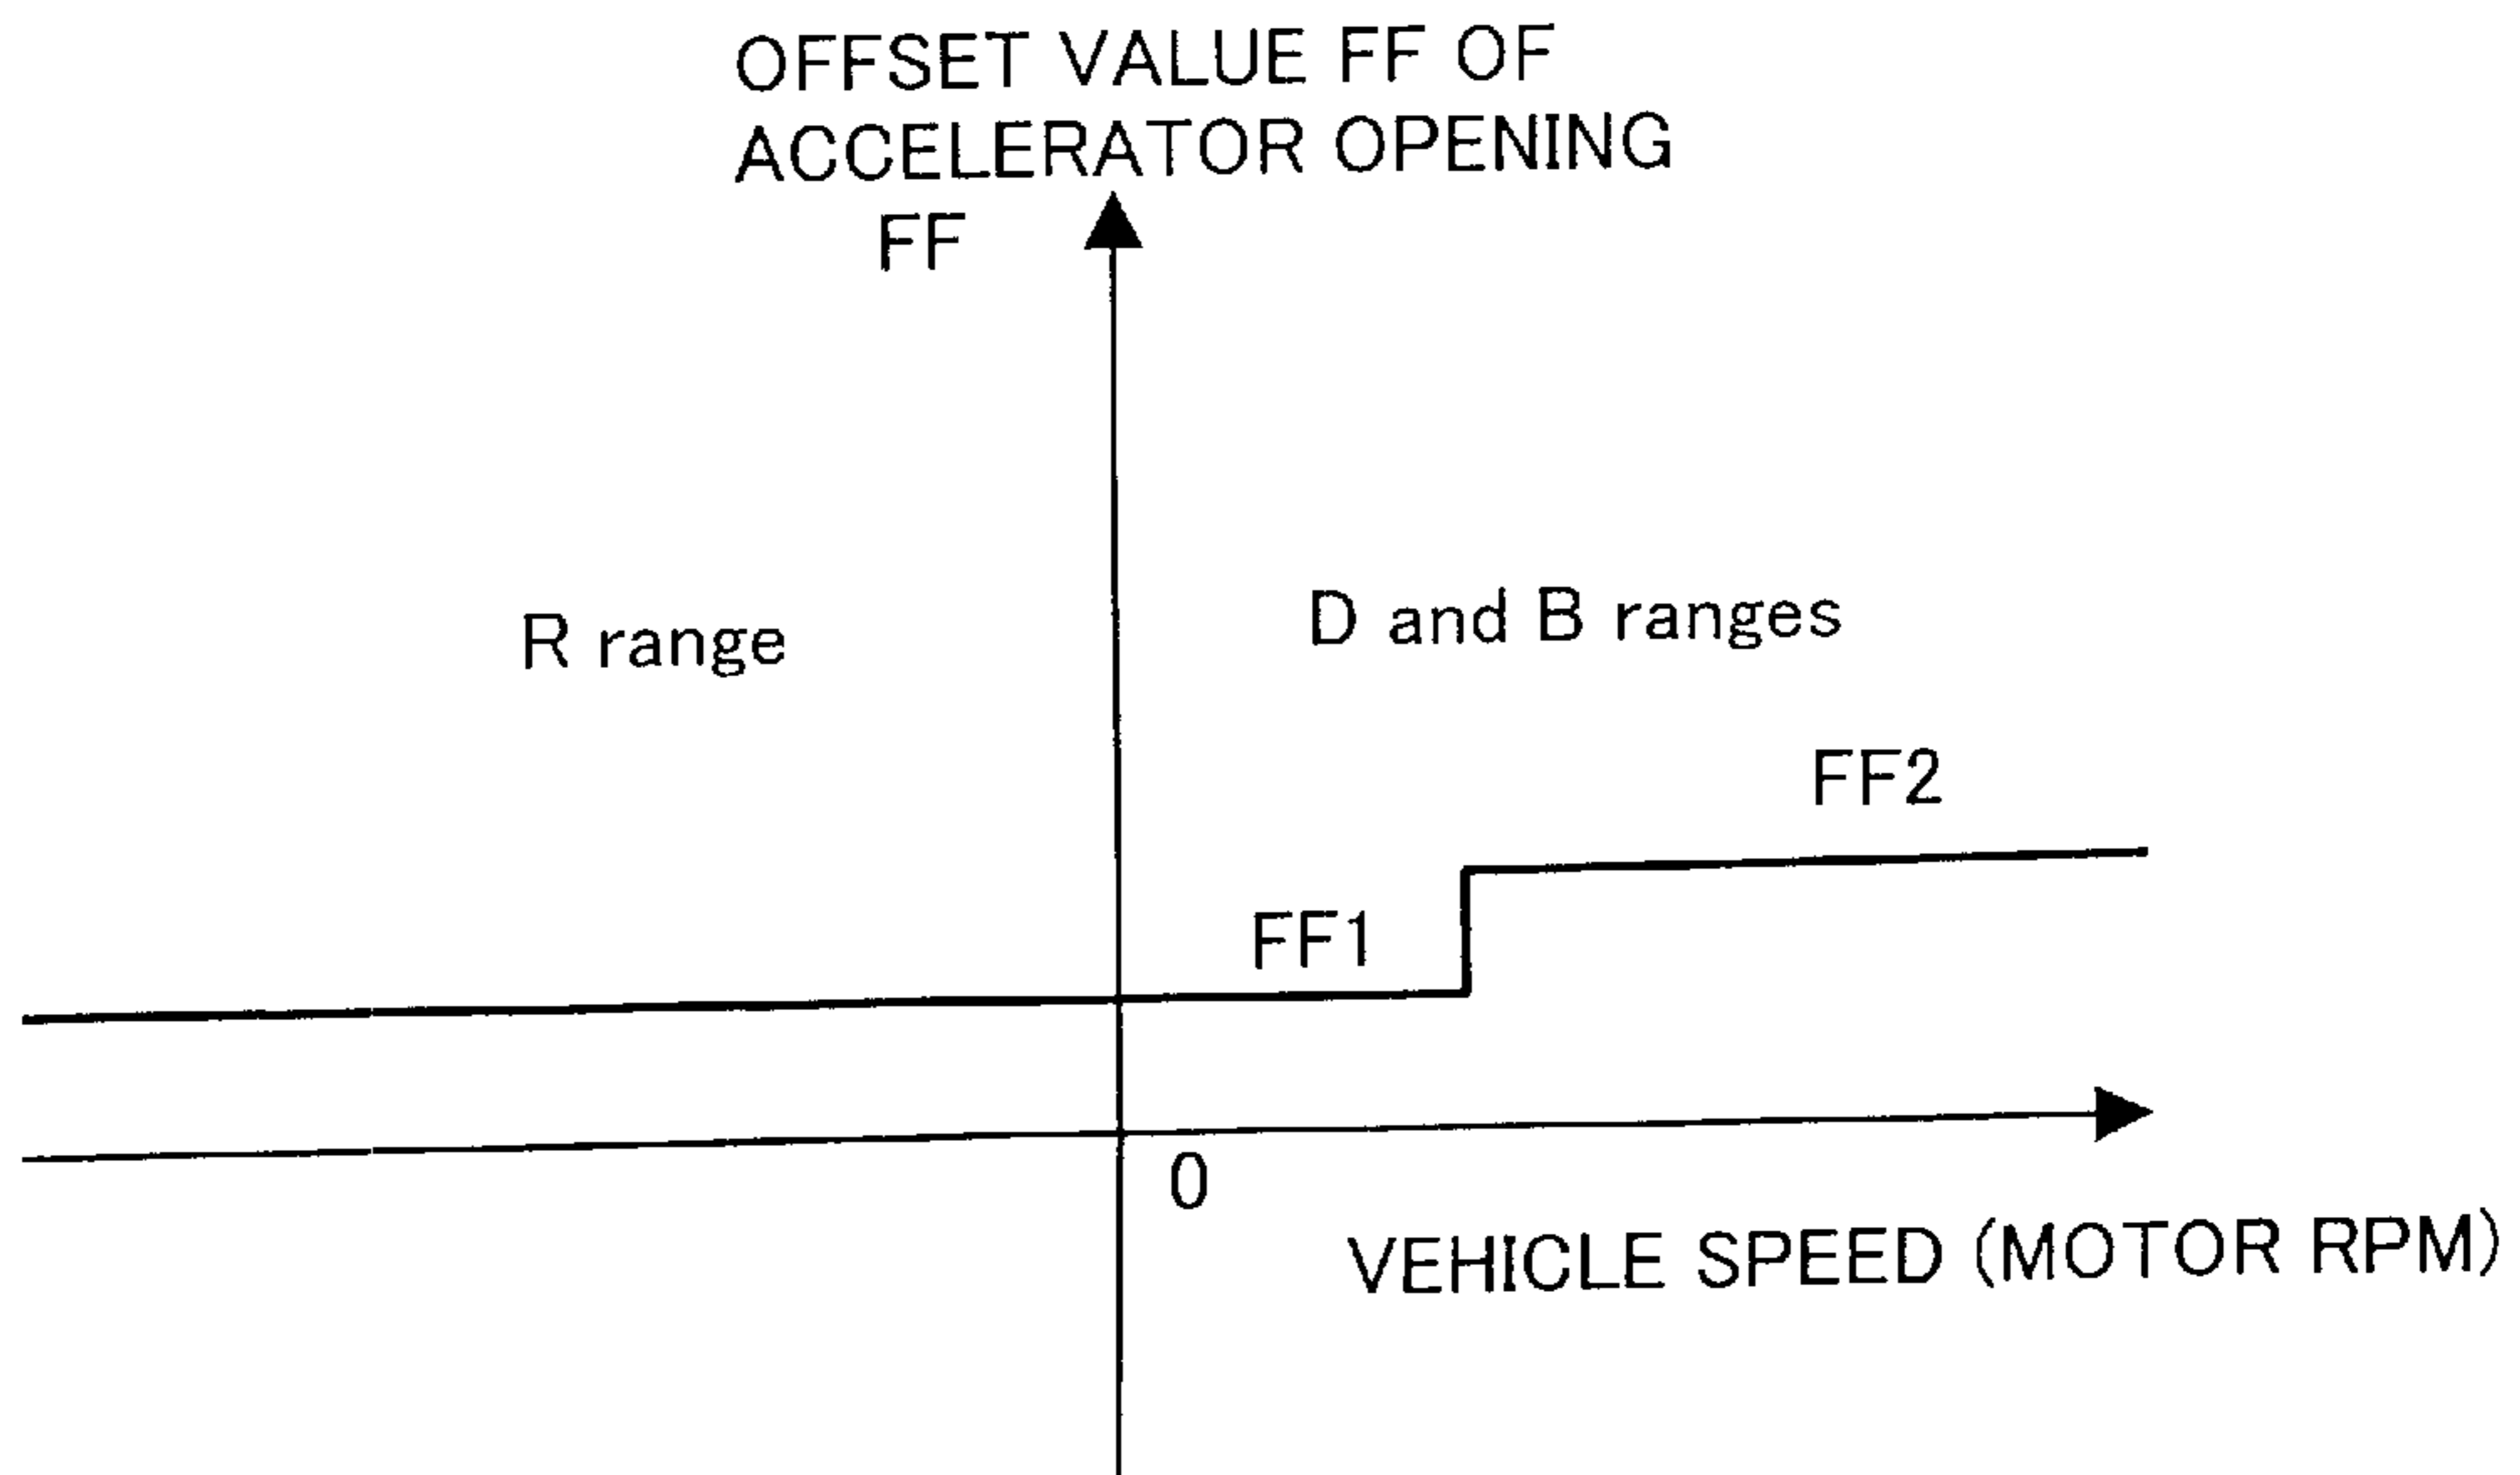 OFFSET VALUE FF OF
ACCELERATOR OPENING
FF
R range
D and B ranges
FF2
FF1
0
VEHICLE SPEED (MOTOR RPM)